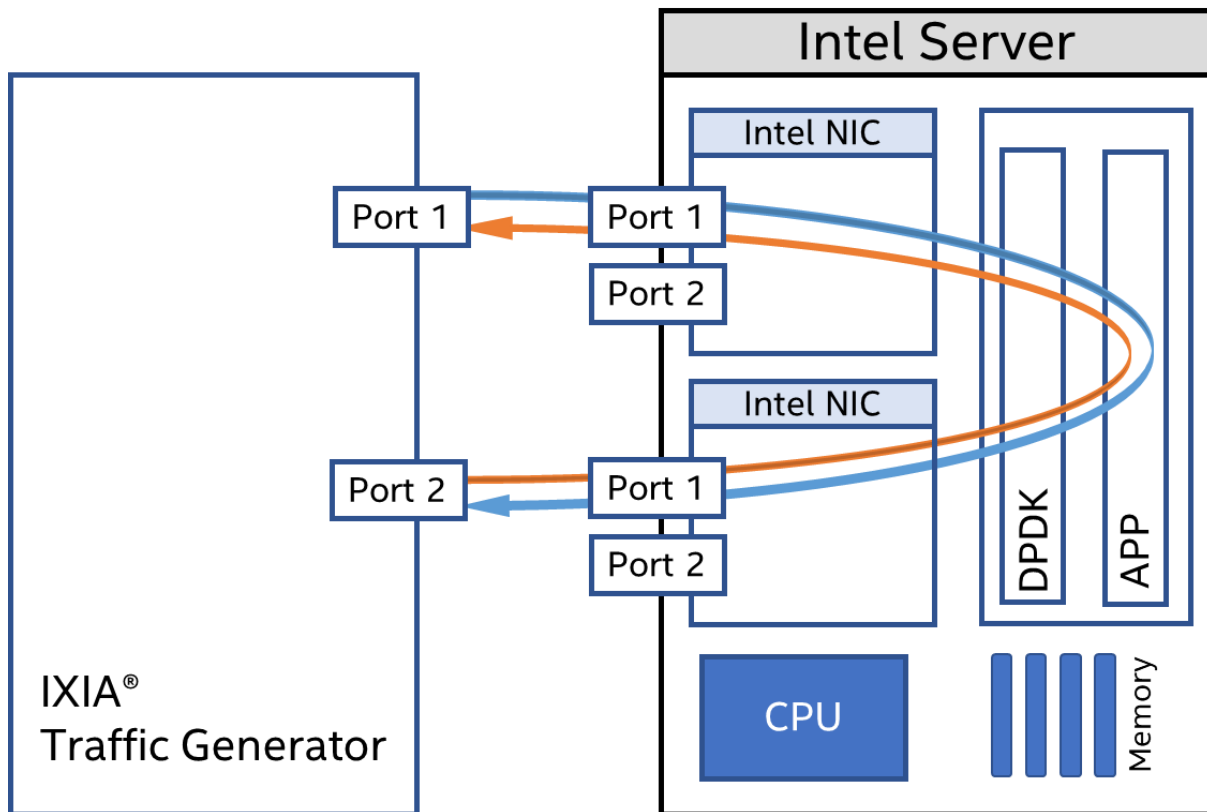 Intel Server
Intel NIC
Port 1
Port 1
Port 2
Intel NIC
Port 2
Port 1
Port 2
DPDK
APP
IXIA®
Traffic Generator
CPU
Memory